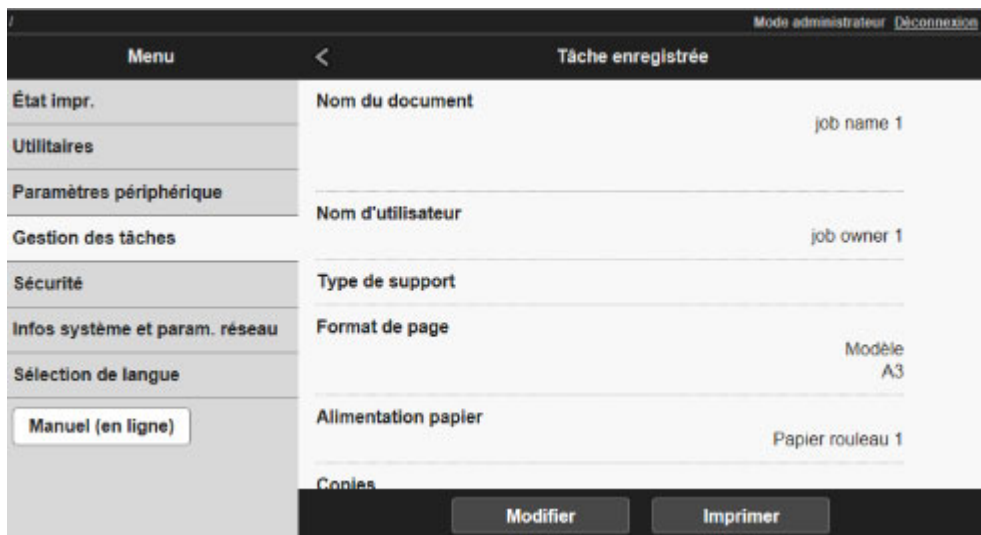 /
Mode administrateur Déconnexion
Menu
< Tâche enregistrée
État impr.
Utilitaires
Paramètres périphérique
Gestion des tâches
Sécurité
Infos système et param. réseau
Sélection de langue
Manuel (en ligne)
Nom du document
job name 1
Nom d'utilisateur
job owner 1
Type de support
Format de page
Modèle
A3
Alimentation papier
Papier rouleau 1
Copies
Modifier
Imprimer